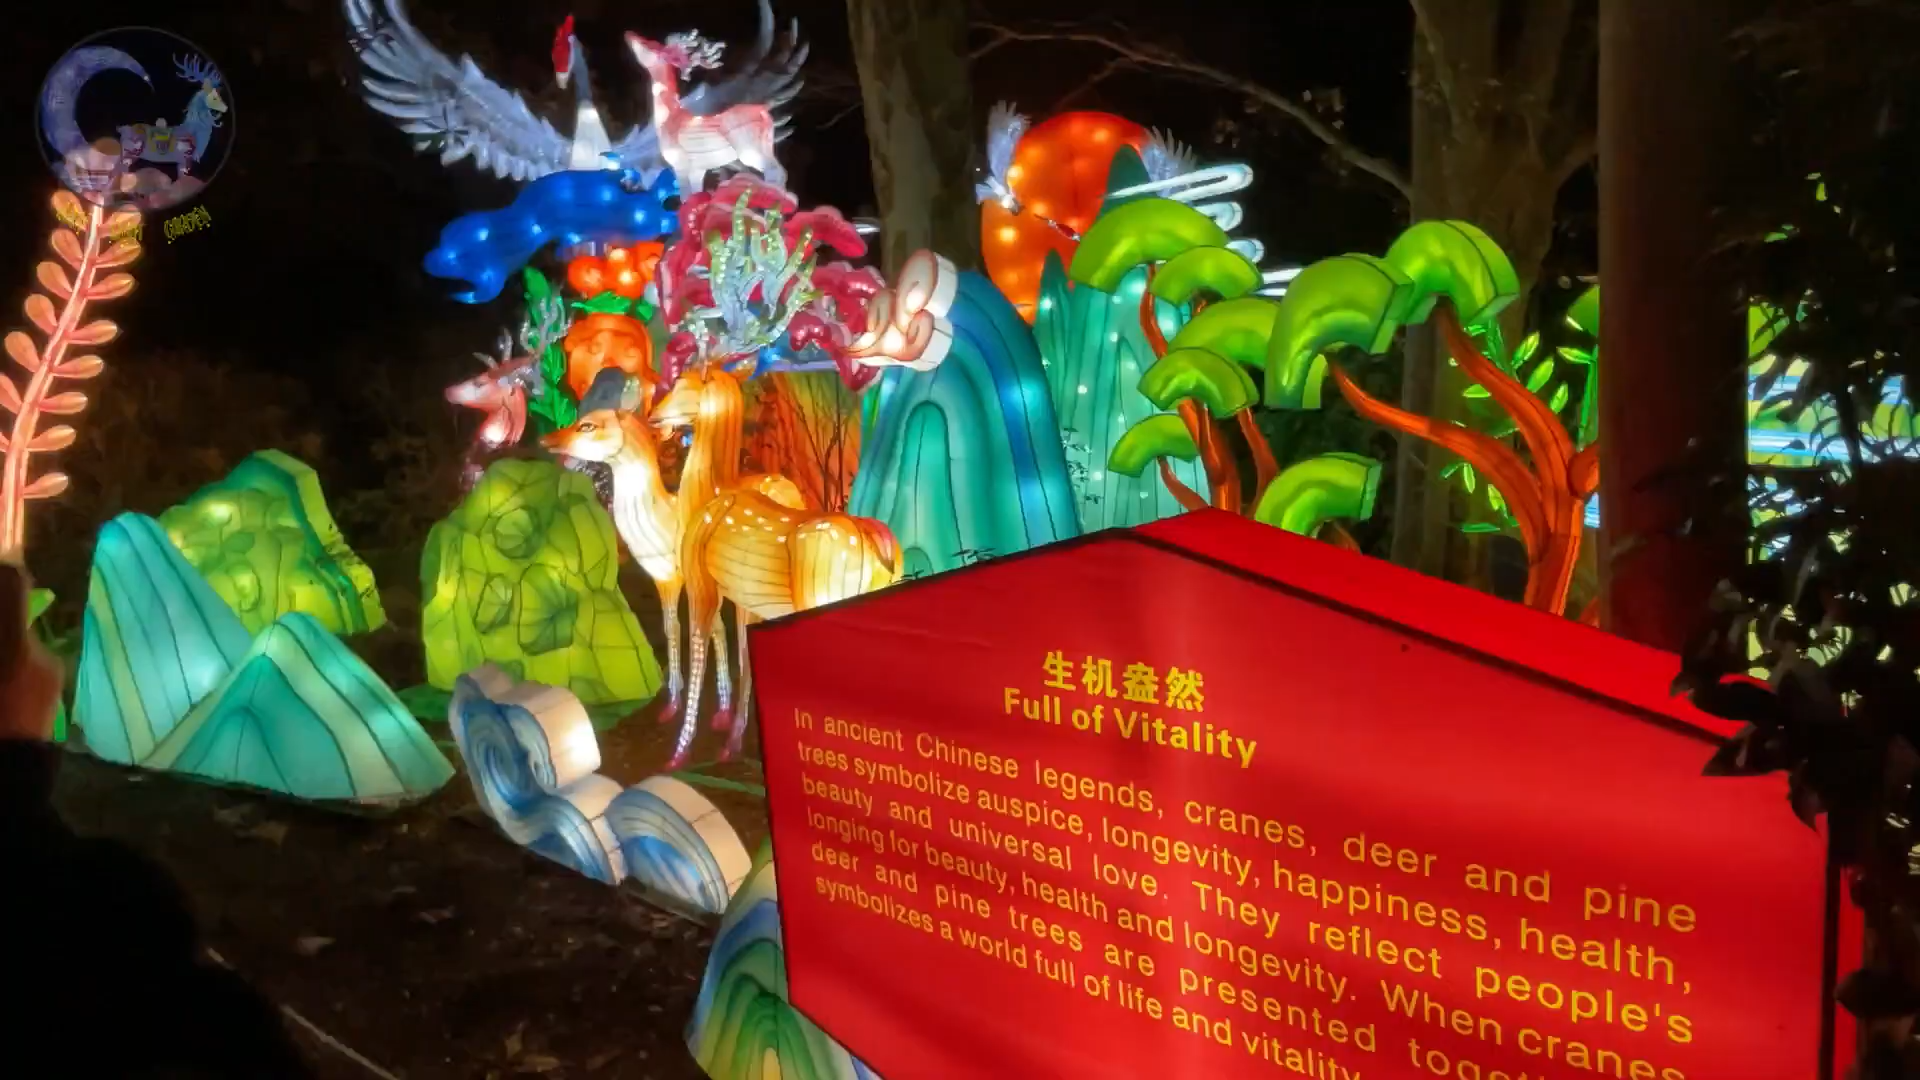 生机盎然
Full of Vitality
In ancient Chinese legends, cranes, deer and pine
trees symbolize auspice, longevity, happiness, health,
beauty and universal love. They reflect people's
longing for beauty, health and longevity. When cranes
deer and pine trees are presented
symbolizes a world full of life and vitality